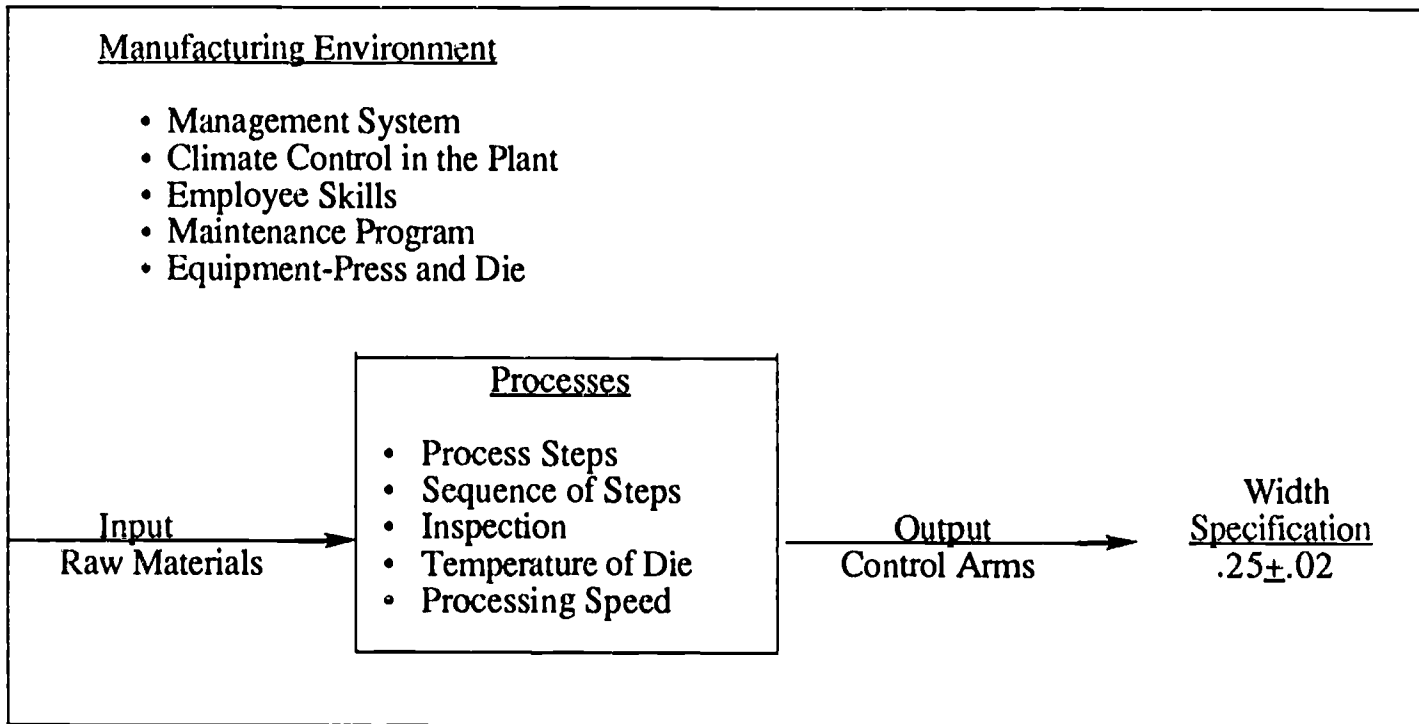 Manufacturing Environment
• Management System
• Climate Control in the Plant
• Employee Skills
• Maintenance Program
• Equipment-Press and Die
Processes
• Process Steps
• Sequence of Steps
• Inspection
• Temperature of Die
• Processing Speed
Input
Raw Materials
Output
Control Arms
Width
Specification
.25±.02